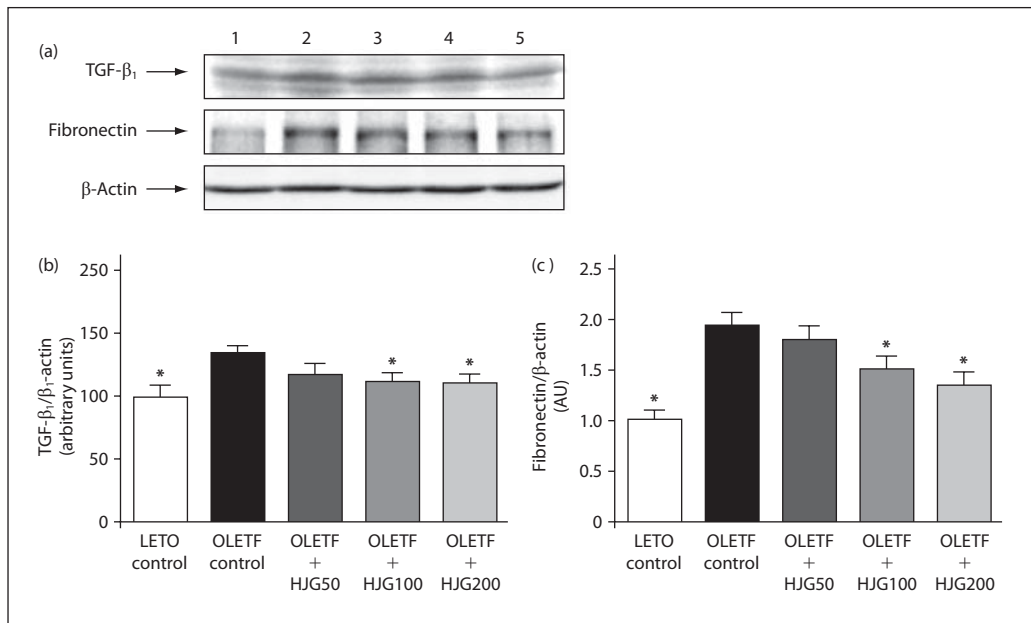 (a)
1 2 3 4 5
TGF-β₁
Fibronectin
β-Actin
(b)
TGF-β₁/β₁-actin
(arbitrary units)
250
150
100
50
0
*
*
*
LETO
control
OLETF
control
OLETF
+
HJG50
OLETF
+
HJG100
OLETF
+
HJG200
(c )
Fibronectin/β-actin
(AU)
2.5
2.0
1.5
1.0
0.5
0
*
*
*
LETO
control
OLETF
control
OLETF
+
HJG50
OLETF
+
HJG100
OLETF
+
HJG200